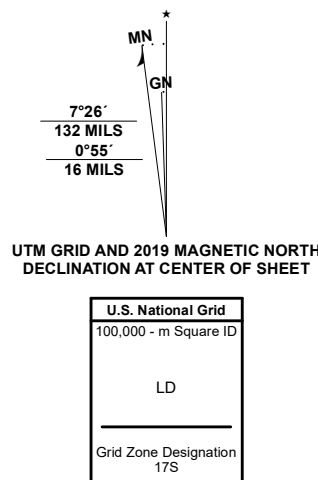 ★
MN
GN
7°26´
132 MILS
0°55´
16 MILS
UTM GRID AND 2019 MAGNETIC NORTH
DECLINATION AT CENTER OF SHEET
U.S. National Grid
100,000 - m Square ID
LD
Grid Zone Designation
17S